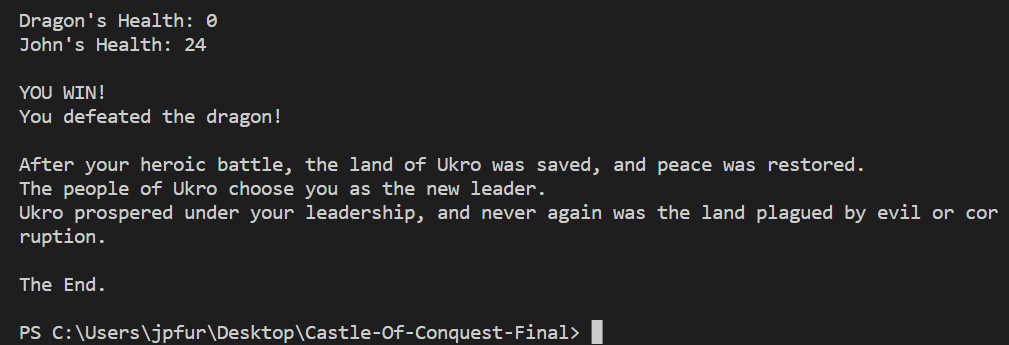 Dragon's Health: 0
John's Health: 24
YOU WIN!
You defeated the dragon!
After your heroic battle, the land of Ukro was saved, and peace was restored.
The people of Ukro choose you as the new leader.
Ukro prospered under your leadership, and never again was the land plagued by evil or cor
ruption.
The End.
PS C:\Users\jpfur\Desktop\Castle-Of-Conquest-Final>